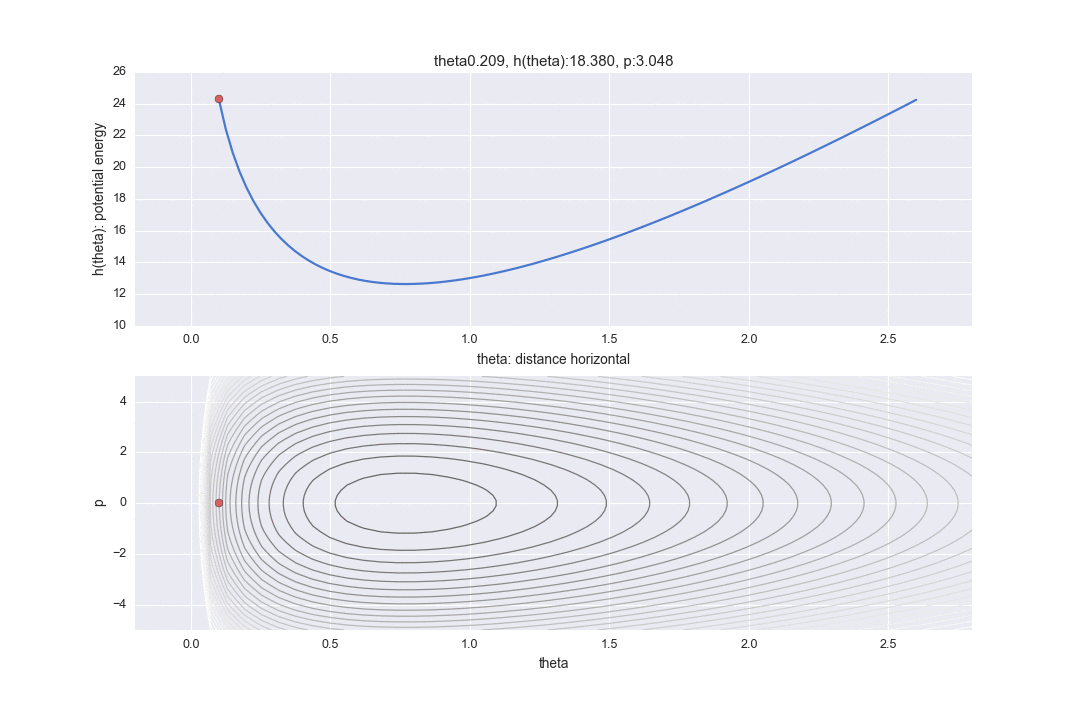 theta0.209, h(theta):18.380, p:3.048
26
24
22
20
18
16
14
12
10
h(theta): potential energy
0.0 0.5 1.0 1.5 2.0 2.5
theta: distance horizontal
4
2
0
−2
−4
p
0.0 0.5 1.0 1.5 2.0 2.5
theta